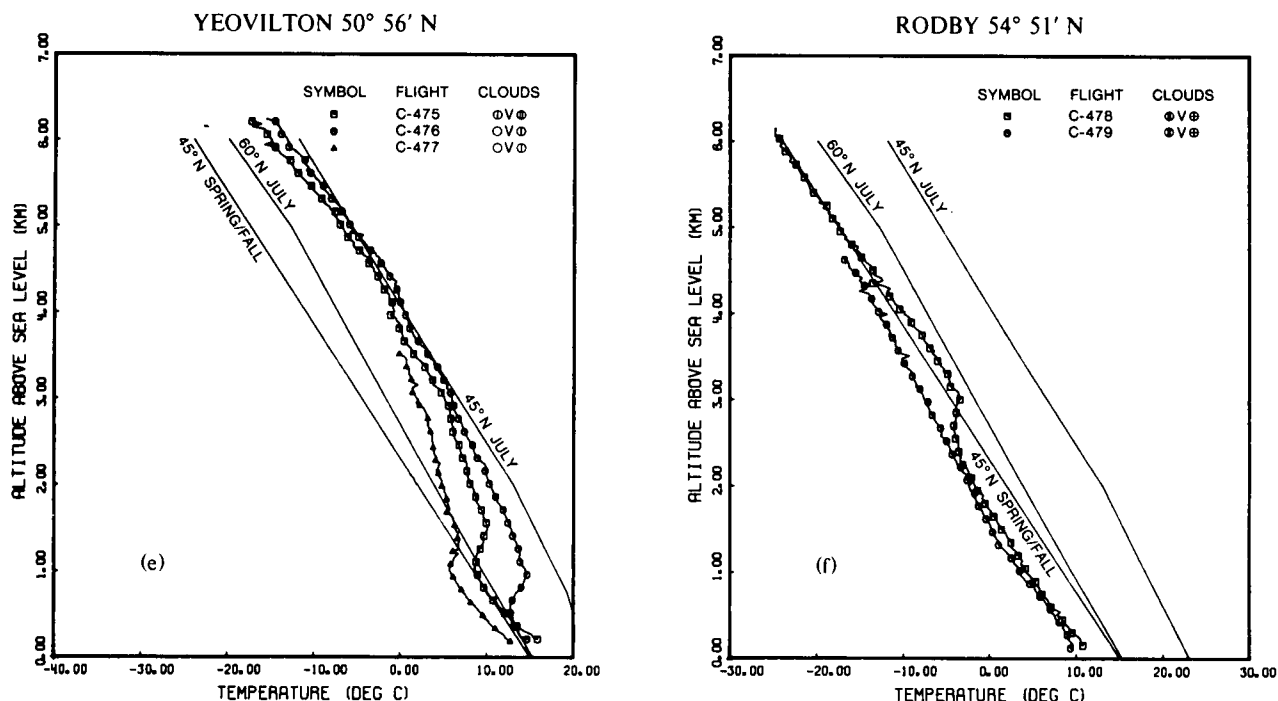 YEOVILTON 50° 56′ N
SYMBOL FLIGHT CLOUDS
C-475 ⦶V⊕
C-476 ○V⦶
C-477 ○V⦶
45° N SPRING/FALL
60° N JULY
45° N JULY
(e)
ALTITUDE ABOVE SEA LEVEL (KM)
7.00
6.00
5.00
4.00
3.00
2.00
1.00
0.00
-40.00 -30.00 -20.00 -10.00 0.00 10.00 20.00
TEMPERATURE (DEG C)
RODBY 54° 51′ N
SYMBOL FLIGHT CLOUDS
C-478 ⦶V⊕
C-479 ⦶V⊕
60° N JULY
45° N JULY
45° N SPRING/FALL
(f)
ALTITUDE ABOVE SEA LEVEL (KM)
7.00
6.00
5.00
4.00
3.00
2.00
1.00
0.00
-30.00 -20.00 -10.00 0.00 10.00 20.00 30.00
TEMPERATURE (DEG C)